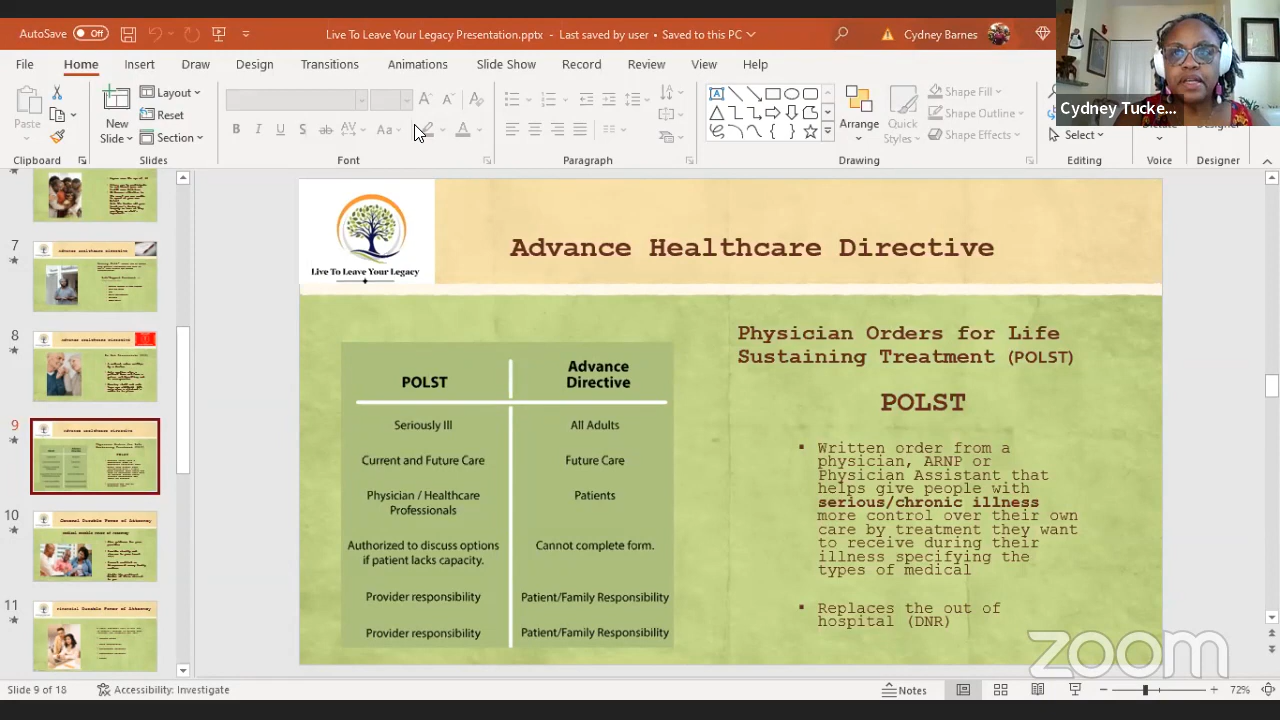 AutoSave Off Live To Leave Your Legacy Presentation.pptx - Last saved by user • Saved to this PC Cydney Barnes
File Home Insert Draw Design Transitions Animations Slide Show Record Review View Help
Cydney Tucke...
Paste New Slide Layout Reset Section
B I U S ab AV Aa A
Arrange Quick Styles Shape Fill Shape Outline Shape Effects Select
Clipboard Slides Font Paragraph Drawing Editing Voice Designer
7
8
9
10
General Durable Power of Attorney
11
Live To Leave Your Legacy
Advance Healthcare Directive
POLST Advance Directive
Seriously Ill All Adults
Current and Future Care Future Care
Physician / Healthcare Professionals Patients
Authorized to discuss options Cannot complete form.
if patient lacks capacity.
Provider responsibility Patient/Family Responsibility
Provider responsibility Patient/Family Responsibility
Physician Orders for Life
Sustaining Treatment (POLST)
POLST
▪ Written order from a
physician, ARNP or
Physician Assistant that
helps give people with
serious/chronic illness
more control over their own
care by treatment they want
to receive during their
illness specifying the
types of medical
▪ Replaces the out of
hospital (DNR)
zoom
Slide 9 of 18 Accessibility: Investigate Notes 72%